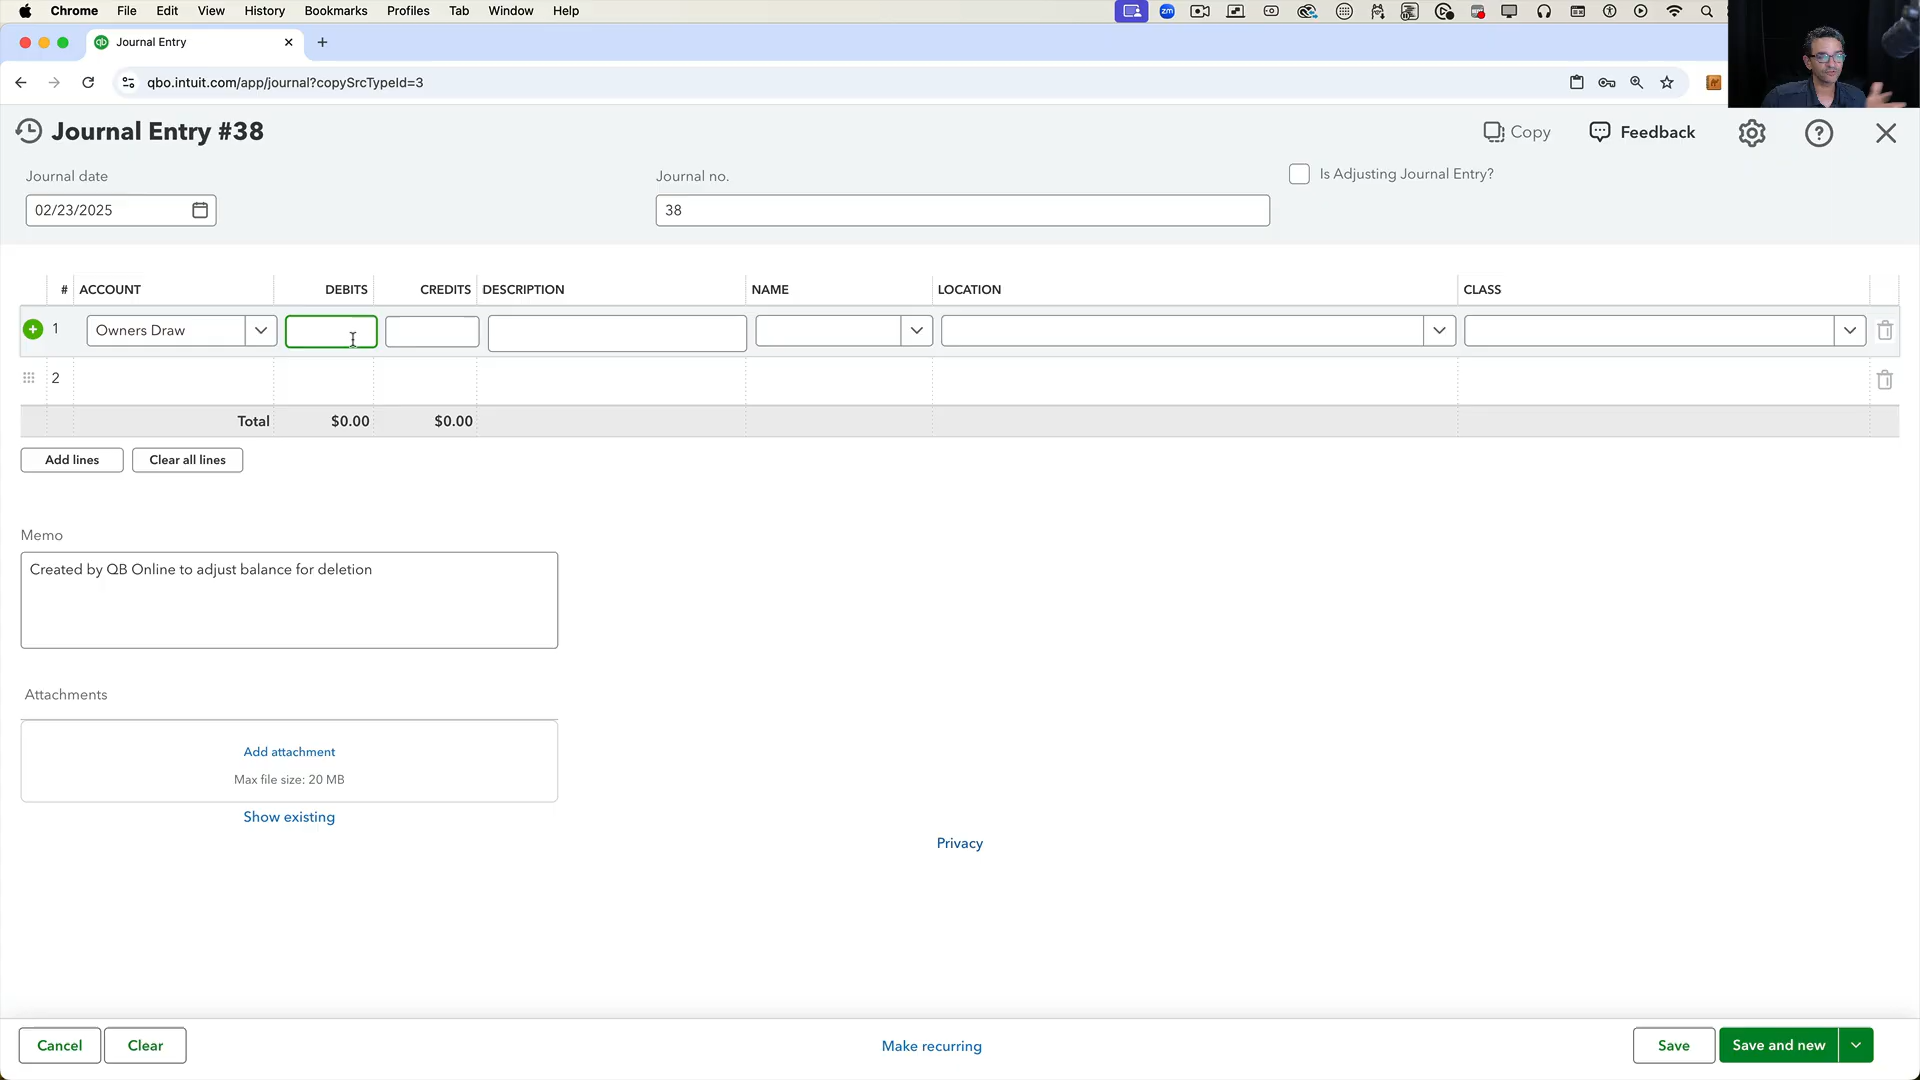 Chrome File Edit View History Bookmarks Profiles Tab Window Help
zm
qb Journal Entry
qbo.intuit.com/app/journal?copySrcTypeId=3
Journal Entry #38
Copy Feedback
Journal date
Journal no.
Is Adjusting Journal Entry?
02/23/2025
38
# ACCOUNT DEBITS CREDITS DESCRIPTION NAME LOCATION CLASS
1 Owners Draw
2
Total $0.00 $0.00
Add lines Clear all lines
Memo
Created by QB Online to adjust balance for deletion
Attachments
Add attachment
Max file size: 20 MB
Show existing
Privacy
Cancel Clear Make recurring Save Save and new